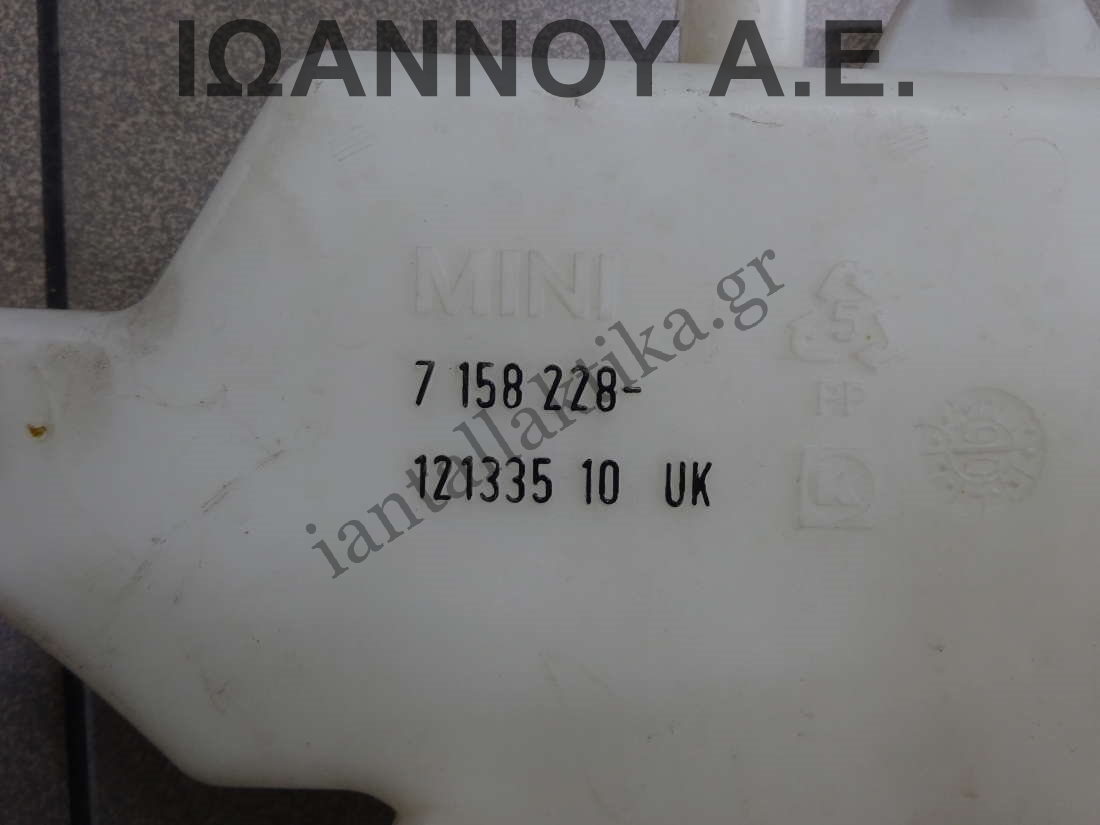 ΙΩΑΝΝΟΥ Α.Ε.
MINI
7 158 228-
121335 10 UK
5
PP
iantallaktika.gr